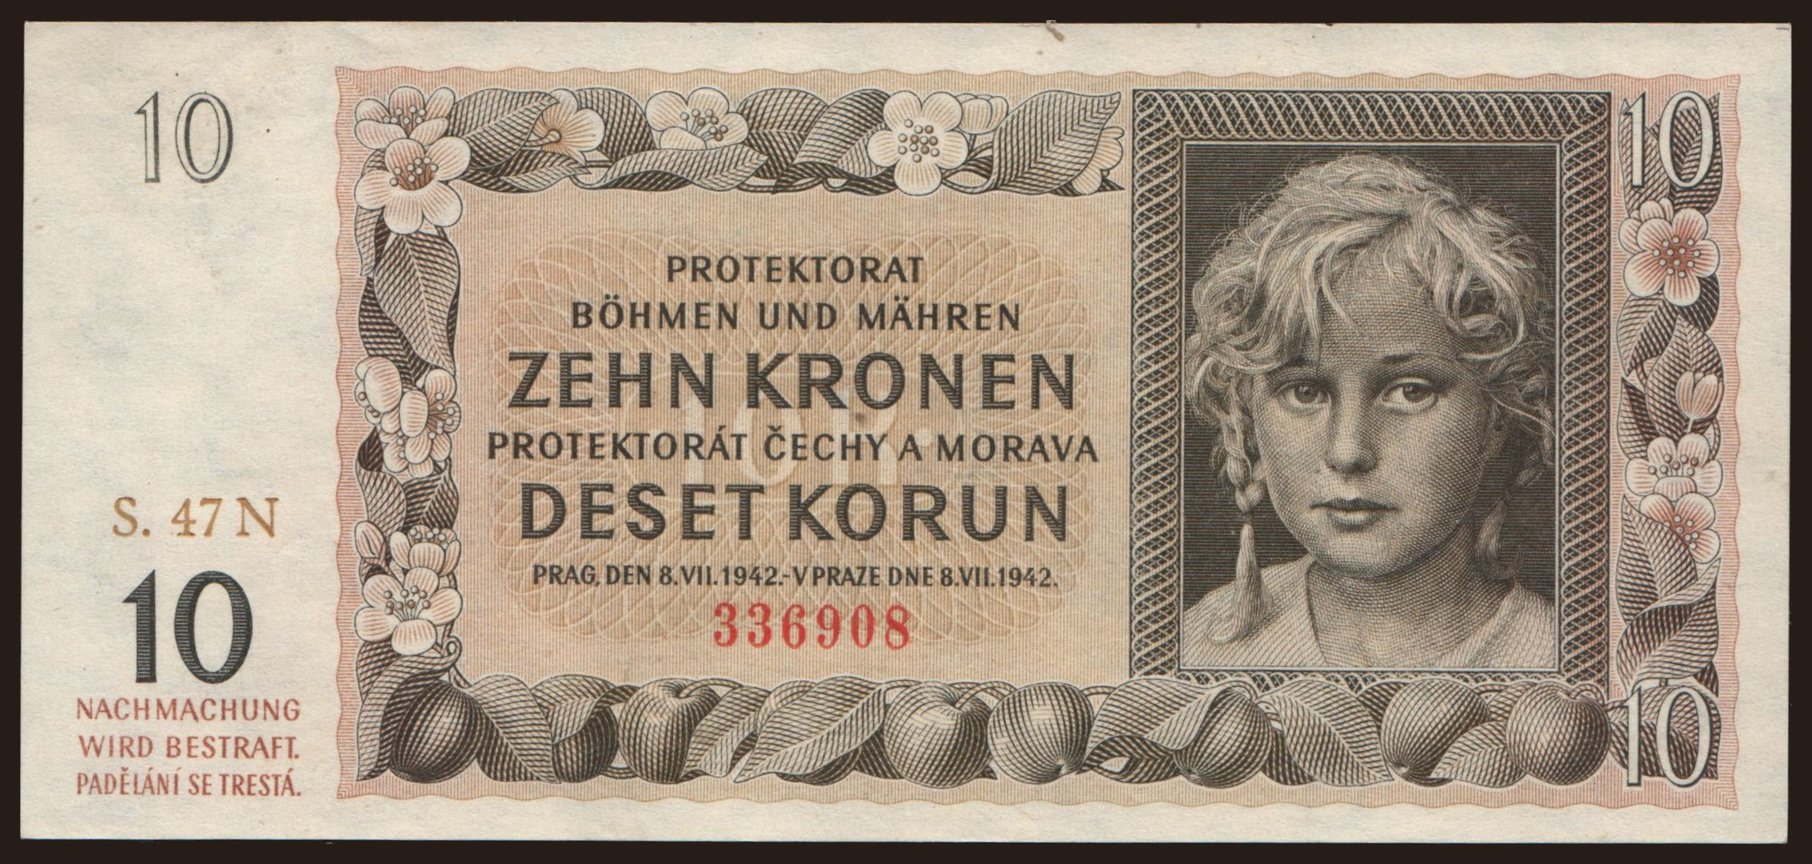 10
10
PROTEKTORAT
BÖHMEN UND MÄHREN
ZEHN KRONEN
PROTEKTORÁT ČECHY A MORAVA
DESET KORUN
PRAG, DEN 8.VII.1942.-V PRAZE DNE 8.VII.1942.
336908
S. 47 N
10
NACHMACHUNG
WIRD BESTRAFT.
PADĚLÁNÍ SE TRESTÁ.
10